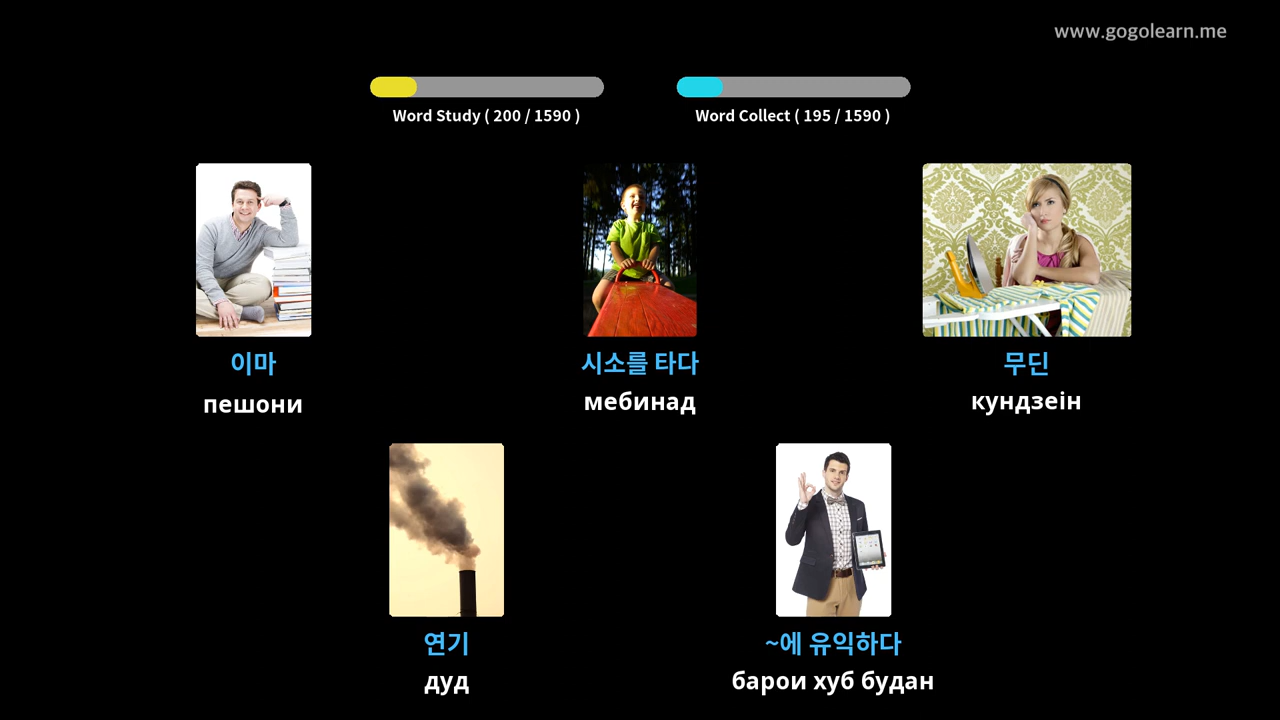 www.gogolearn.me
Word Study ( 200 / 1590 )
Word Collect ( 195 / 1590 )
이마
пешони
시소를 타다
мебинад
무딘
кундзеін
연기
дуд
~에 유익하다
барои хуб будан